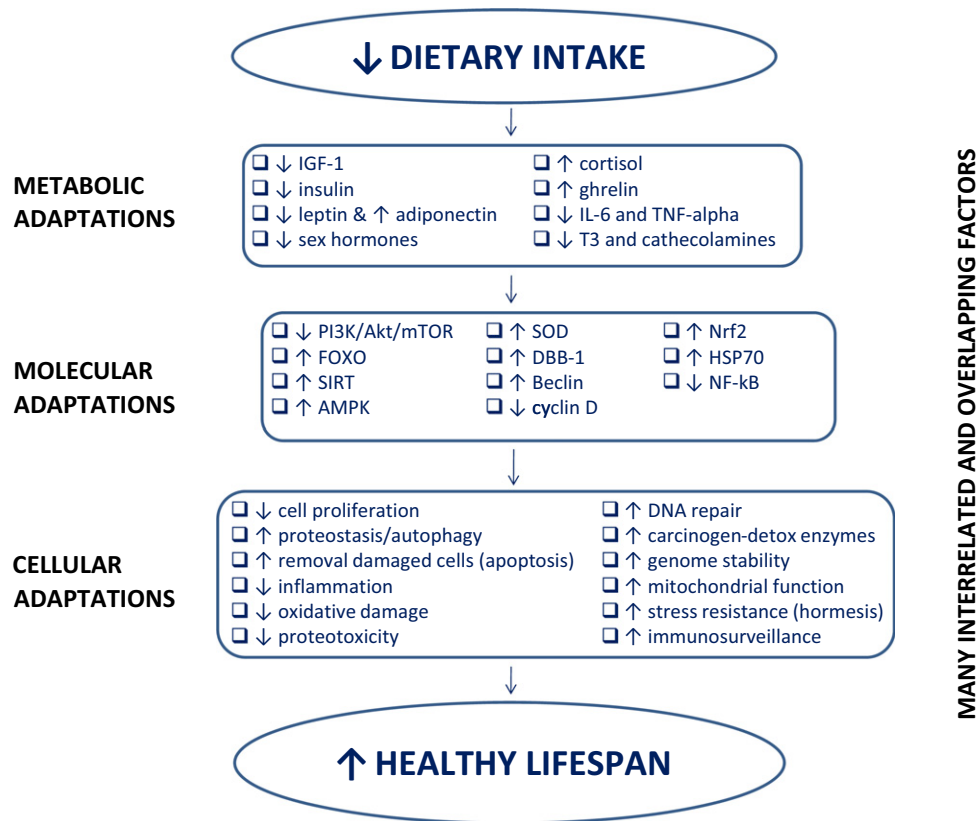 ↓ DIETARY INTAKE
METABOLIC
ADAPTATIONS
❑ ↓ IGF-1
❑ ↓ insulin
❑ ↓ leptin & ↑ adiponectin
❑ ↓ sex hormones
❑ ↑ cortisol
❑ ↑ ghrelin
❑ ↓ IL-6 and TNF-alpha
❑ ↓ T3 and cathecolamines
MOLECULAR
ADAPTATIONS
❑ ↓ PI3K/Akt/mTOR
❑ ↑ FOXO
❑ ↑ SIRT
❑ ↑ AMPK
❑ ↑ SOD
❑ ↑ DBB-1
❑ ↑ Beclin
❑ ↓ cyclin D
❑ ↑ Nrf2
❑ ↑ HSP70
❑ ↓ NF-kB
CELLULAR
ADAPTATIONS
❑ ↓ cell proliferation
❑ ↑ proteostasis/autophagy
❑ ↑ removal damaged cells (apoptosis)
❑ ↓ inflammation
❑ ↓ oxidative damage
❑ ↓ proteotoxicity
❑ ↑ DNA repair
❑ ↑ carcinogen-detox enzymes
❑ ↑ genome stability
❑ ↑ mitochondrial function
❑ ↑ stress resistance (hormesis)
❑ ↑ immunosurveillance
↑ HEALTHY LIFESPAN
MANY INTERRELATED AND OVERLAPPING FACTORS